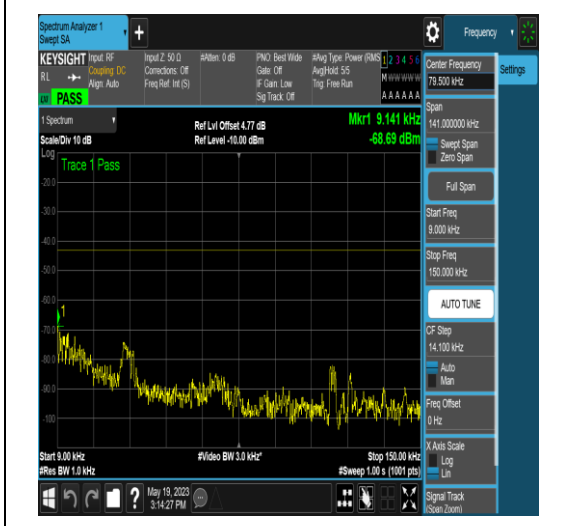 Spectrum Analyzer 1
Swept SA
+
Frequency
KEYSIGHT
RL
PASS
Input: RF
Coupling: DC
Align: Auto
Input Z: 50 Ω
Corrections: Off
Freq Ref: Int (S)
#Atten: 0 dB
PNO: Best Wide
Gate: Off
IF Gain: Low
Sig Track: Off
#Avg Type: Power (RMS
Avg|Hold: 5/5
Trig: Free Run
1 2 3 4 5 6
M W W W W W
A A A A A A
1 Spectrum
Scale/Div 10 dB
Ref Lvl Offset 4.77 dB
Ref Level -10.00 dBm
Mkr1 9.141 kHz
-68.69 dBm
Log
Trace 1 Pass
-20.0
-30.0
-40.0
-50.0
-60.0
-70.0
-80.0
-90.0
-100
1
Start 9.00 kHz
#Res BW 1.0 kHz
#Video BW 3.0 kHz*
Stop 150.00 kHz
#Sweep 1.00 s (1001 pts)
May 19, 2023
3:14:27 PM
Center Frequency
79.500 kHz
Settings
Span
141.000000 kHz
Swept Span
Zero Span
Full Span
Start Freq
9.000 kHz
Stop Freq
150.000 kHz
AUTO TUNE
CF Step
14.100 kHz
Auto
Man
Freq Offset
0 Hz
X Axis Scale
Log
Lin
Signal Track
(Span Zoom)